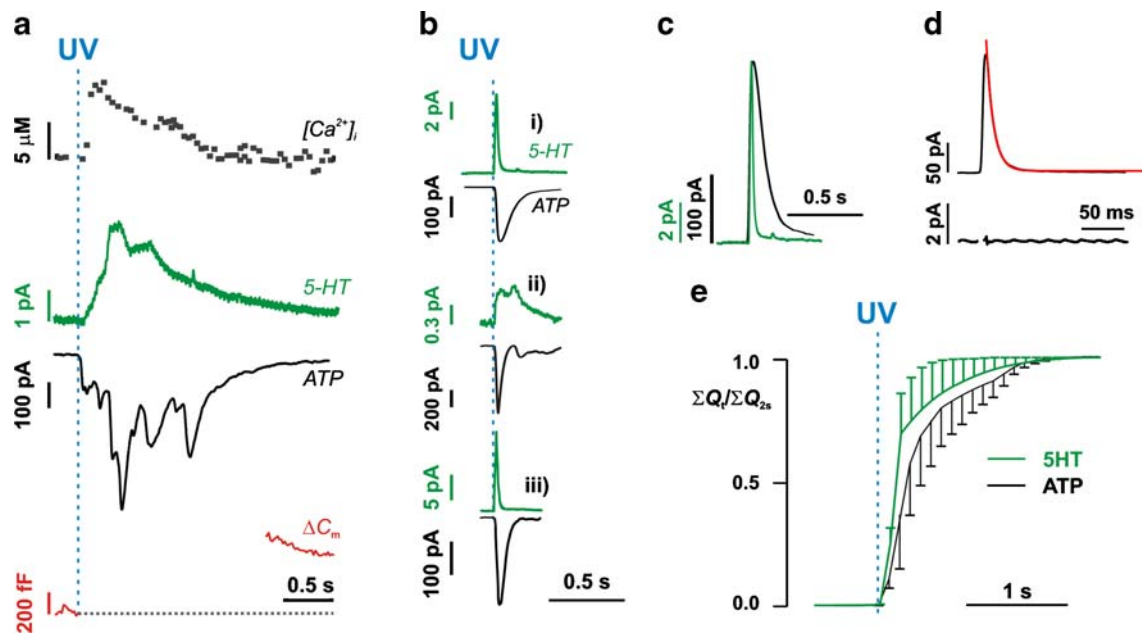 a
UV
5 μM
[Ca²⁺]ᵢ
1 pA
5-HT
100 pA
ATP
ΔCₘ
200 fF
0.5 s
b
UV
2 pA
i)
5-HT
100 pA
ATP
0.3 pA
ii)
200 pA
5 pA
iii)
100 pA
0.5 s
c
2 pA
100 pA
0.5 s
d
50 pA
2 pA
50 ms
e
UV
1.0
ΣQₜ/ΣQ₂ₛ
0.5
0.0
5HT
ATP
1 s